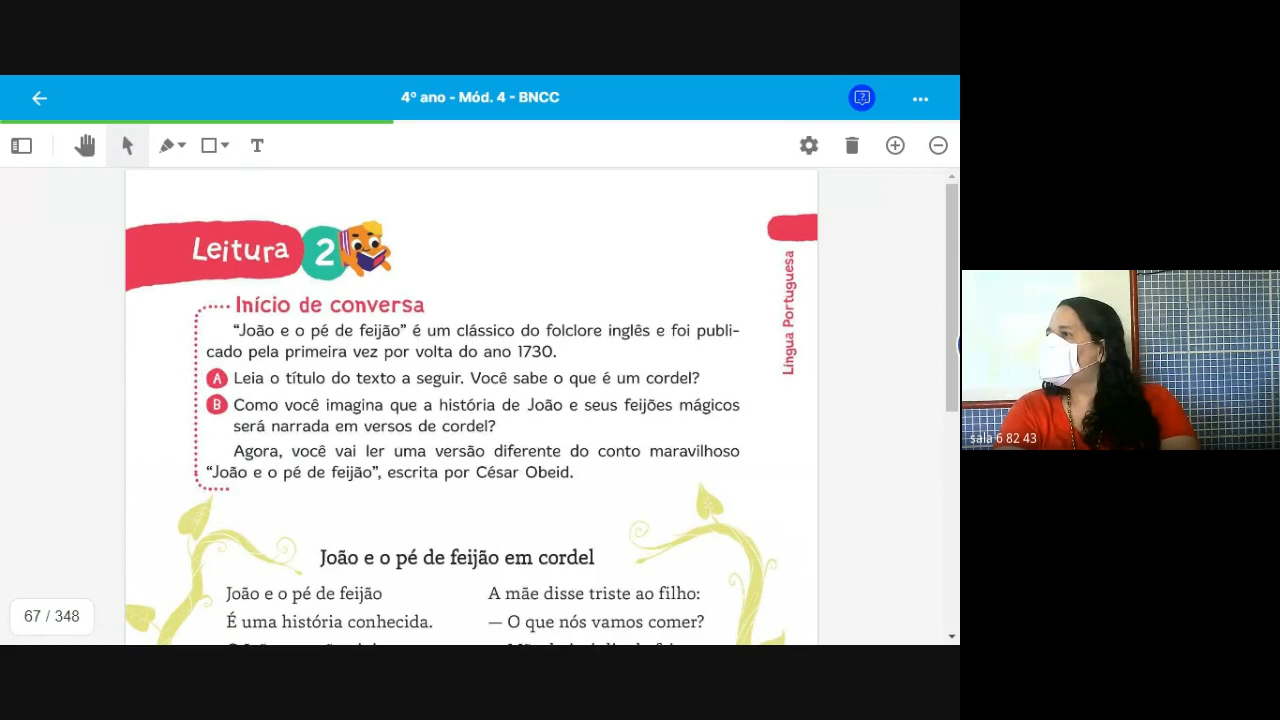 4º ano - Mód. 4 - BNCC
T
Leitura 2
Língua Portuguesa
Início de conversa
“João e o pé de feijão” é um clássico do folclore inglês e foi publi-
cado pela primeira vez por volta do ano 1730.
A Leia o título do texto a seguir. Você sabe o que é um cordel?
B Como você imagina que a história de João e seus feijões mágicos
será narrada em versos de cordel?
Agora, você vai ler uma versão diferente do conto maravilhoso
“João e o pé de feijão”, escrita por César Obeid.
João e o pé de feijão em cordel
João e o pé de feijão
É uma história conhecida.
A mãe disse triste ao filho:
— O que nós vamos comer?
67 / 348
sala 6 82 43